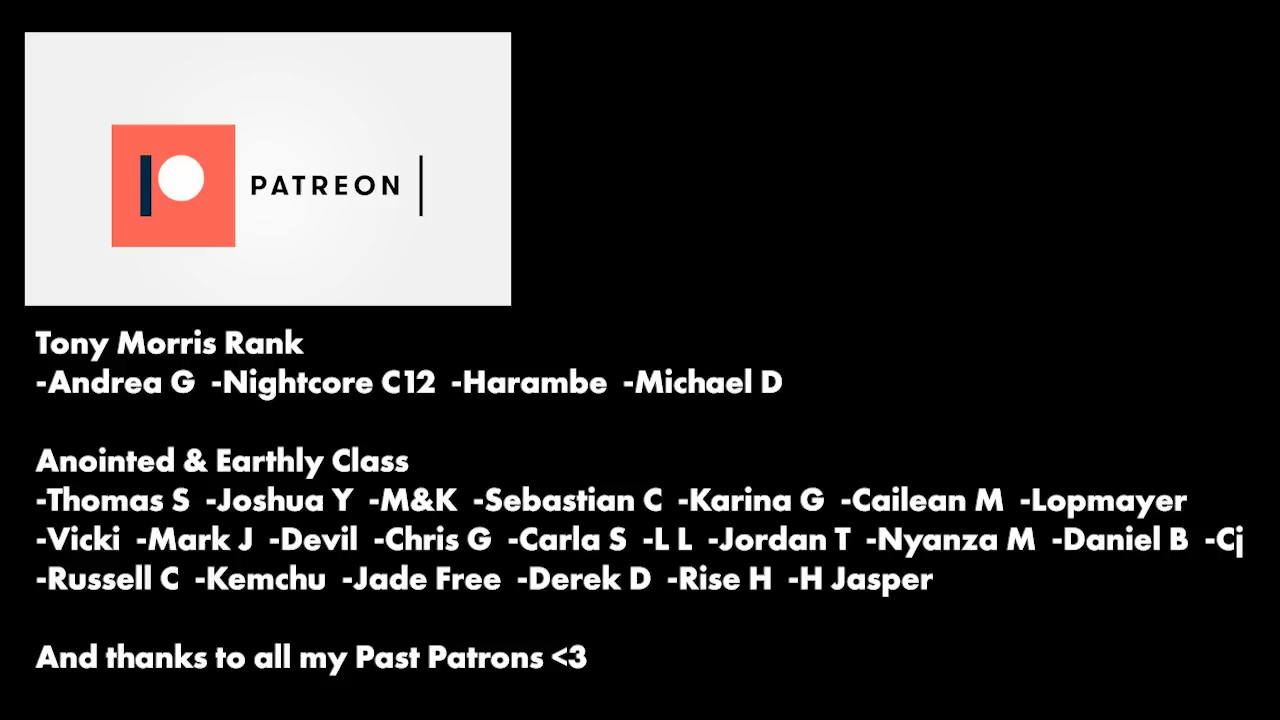 PATREON
Tony Morris Rank
-Andrea G -Nightcore C12 -Harambe -Michael D
Anointed & Earthly Class
-Thomas S -Joshua Y -M&K -Sebastian C -Karina G -Cailean M -Lopmayer
-Vicki -Mark J -Devil -Chris G -Carla S -L L -Jordan T -Nyanza M -Daniel B -Cj
-Russell C -Kemchu -Jade Free -Derek D -Rise H -H Jasper
And thanks to all my Past Patrons <3